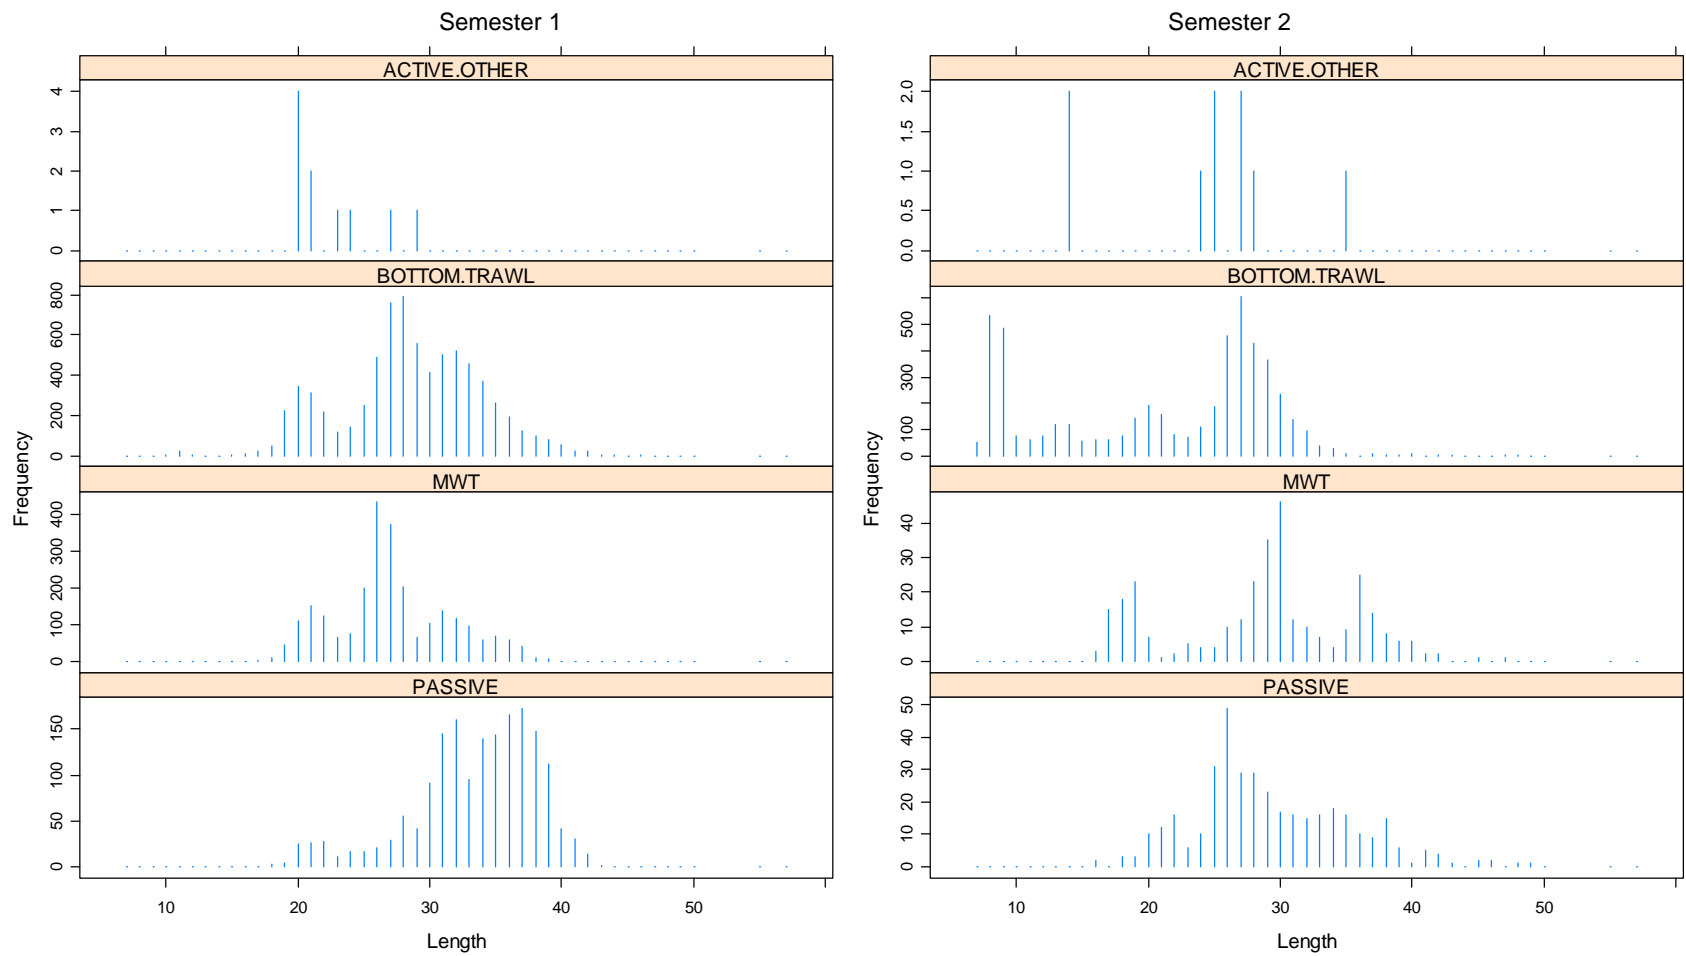 Semester 1
ACTIVE.OTHER
4
3
2
1
0
BOTTOM.TRAWL
800
600
400
200
0
MWT
400
300
200
100
0
PASSIVE
150
100
50
0
Frequency
10 20 30 40 50
Length
Semester 2
ACTIVE.OTHER
2.0
1.5
1.0
0.5
0.0
BOTTOM.TRAWL
500
300
100
0
MWT
40
30
20
10
0
PASSIVE
50
40
30
20
10
0
Frequency
10 20 30 40 50
Length